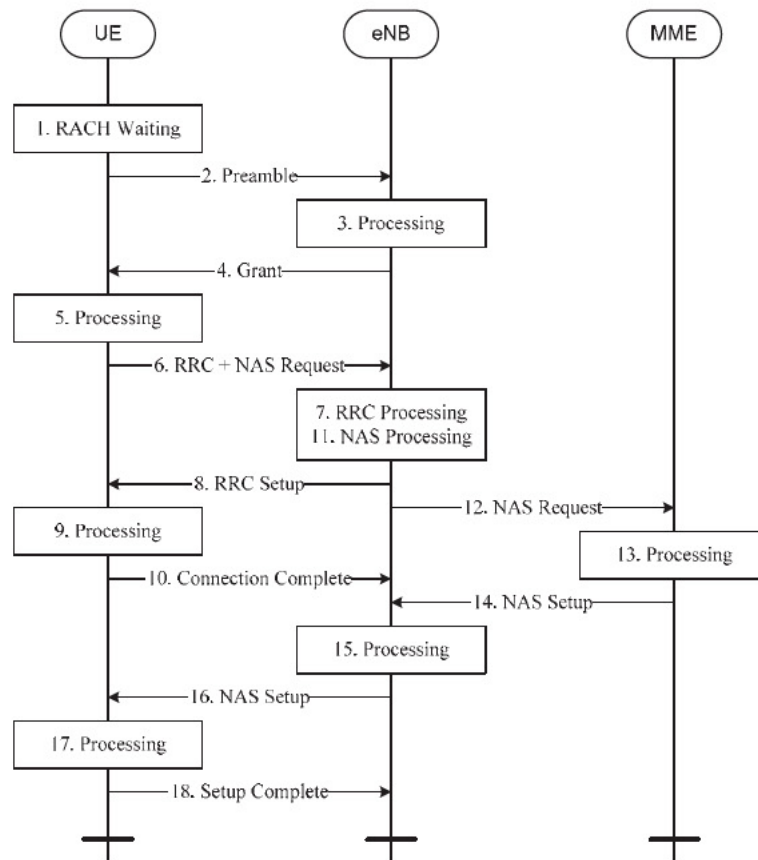 UE
eNB
MME
1. RACH Waiting
2. Preamble
3. Processing
4. Grant
5. Processing
6. RRC + NAS Request
7. RRC Processing
11. NAS Processing
8. RRC Setup
12. NAS Request
9. Processing
13. Processing
10. Connection Complete
14. NAS Setup
15. Processing
16. NAS Setup
17. Processing
18. Setup Complete